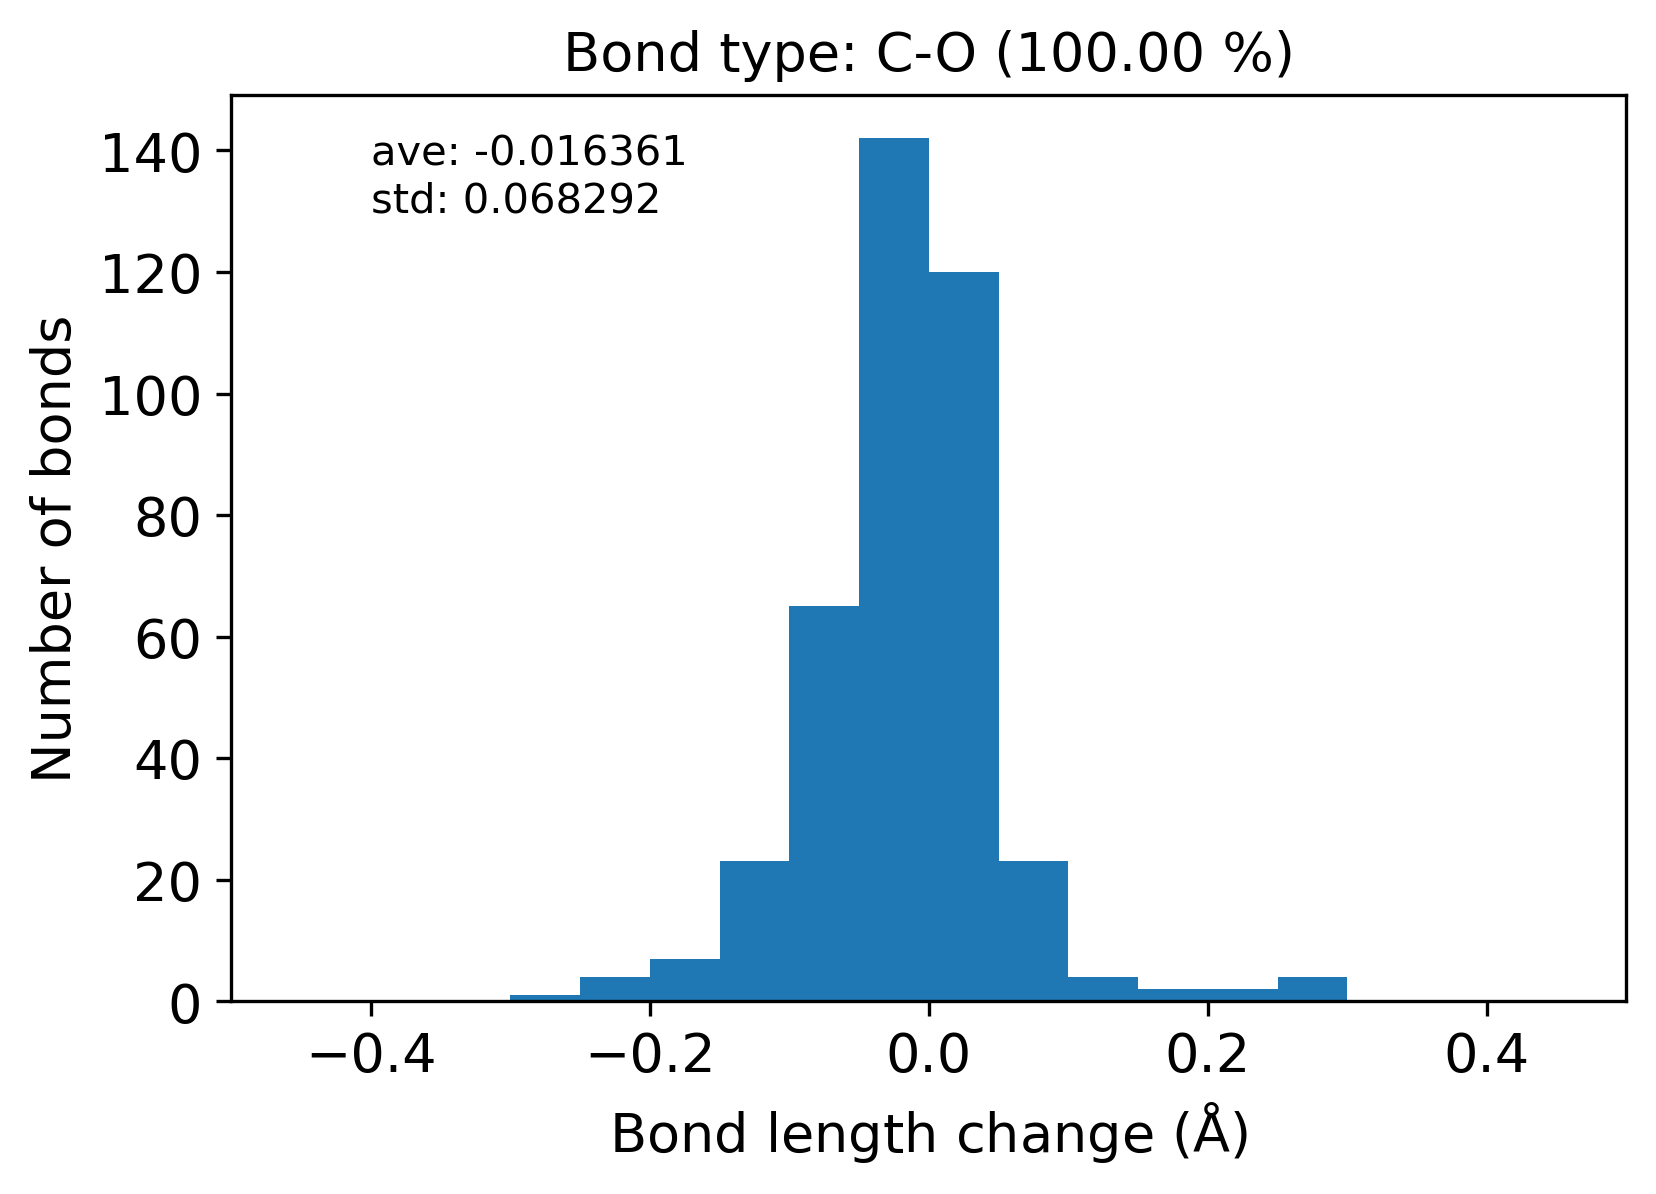 Bond type: C-O (100.00 %)
ave: -0.016361
std: 0.068292
140
120
100
80
60
40
20
0
Number of bonds
−0.4
−0.2
0.0
0.2
0.4
Bond length change (Å)